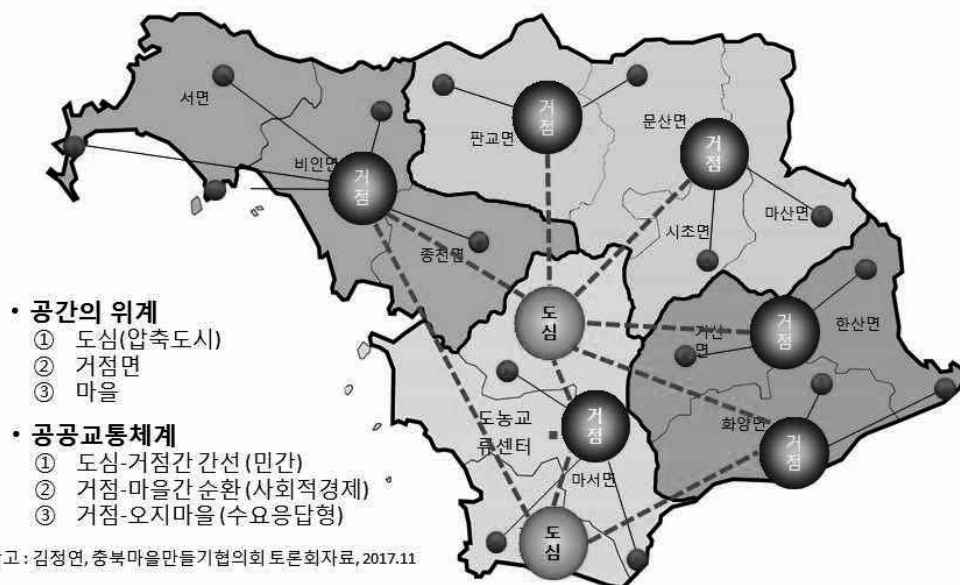 서면
비인면
거점
종천면
판교면
거점
문산면
거점
시초면
마산면
도심
거점
한산면
면
도농교
류센터
거점
마서면
화양면
거점
도심
• 공간의 위계
① 도심(압축도시)
② 거점면
③ 마을
• 공공교통체계
① 도심-거점간 간선(민간)
② 거점-마을간 순환(사회적경제)
③ 거점-오지마을(수요응답형)
고 : 김정연, 충북마을만들기협의회 토론회자료, 2017.11